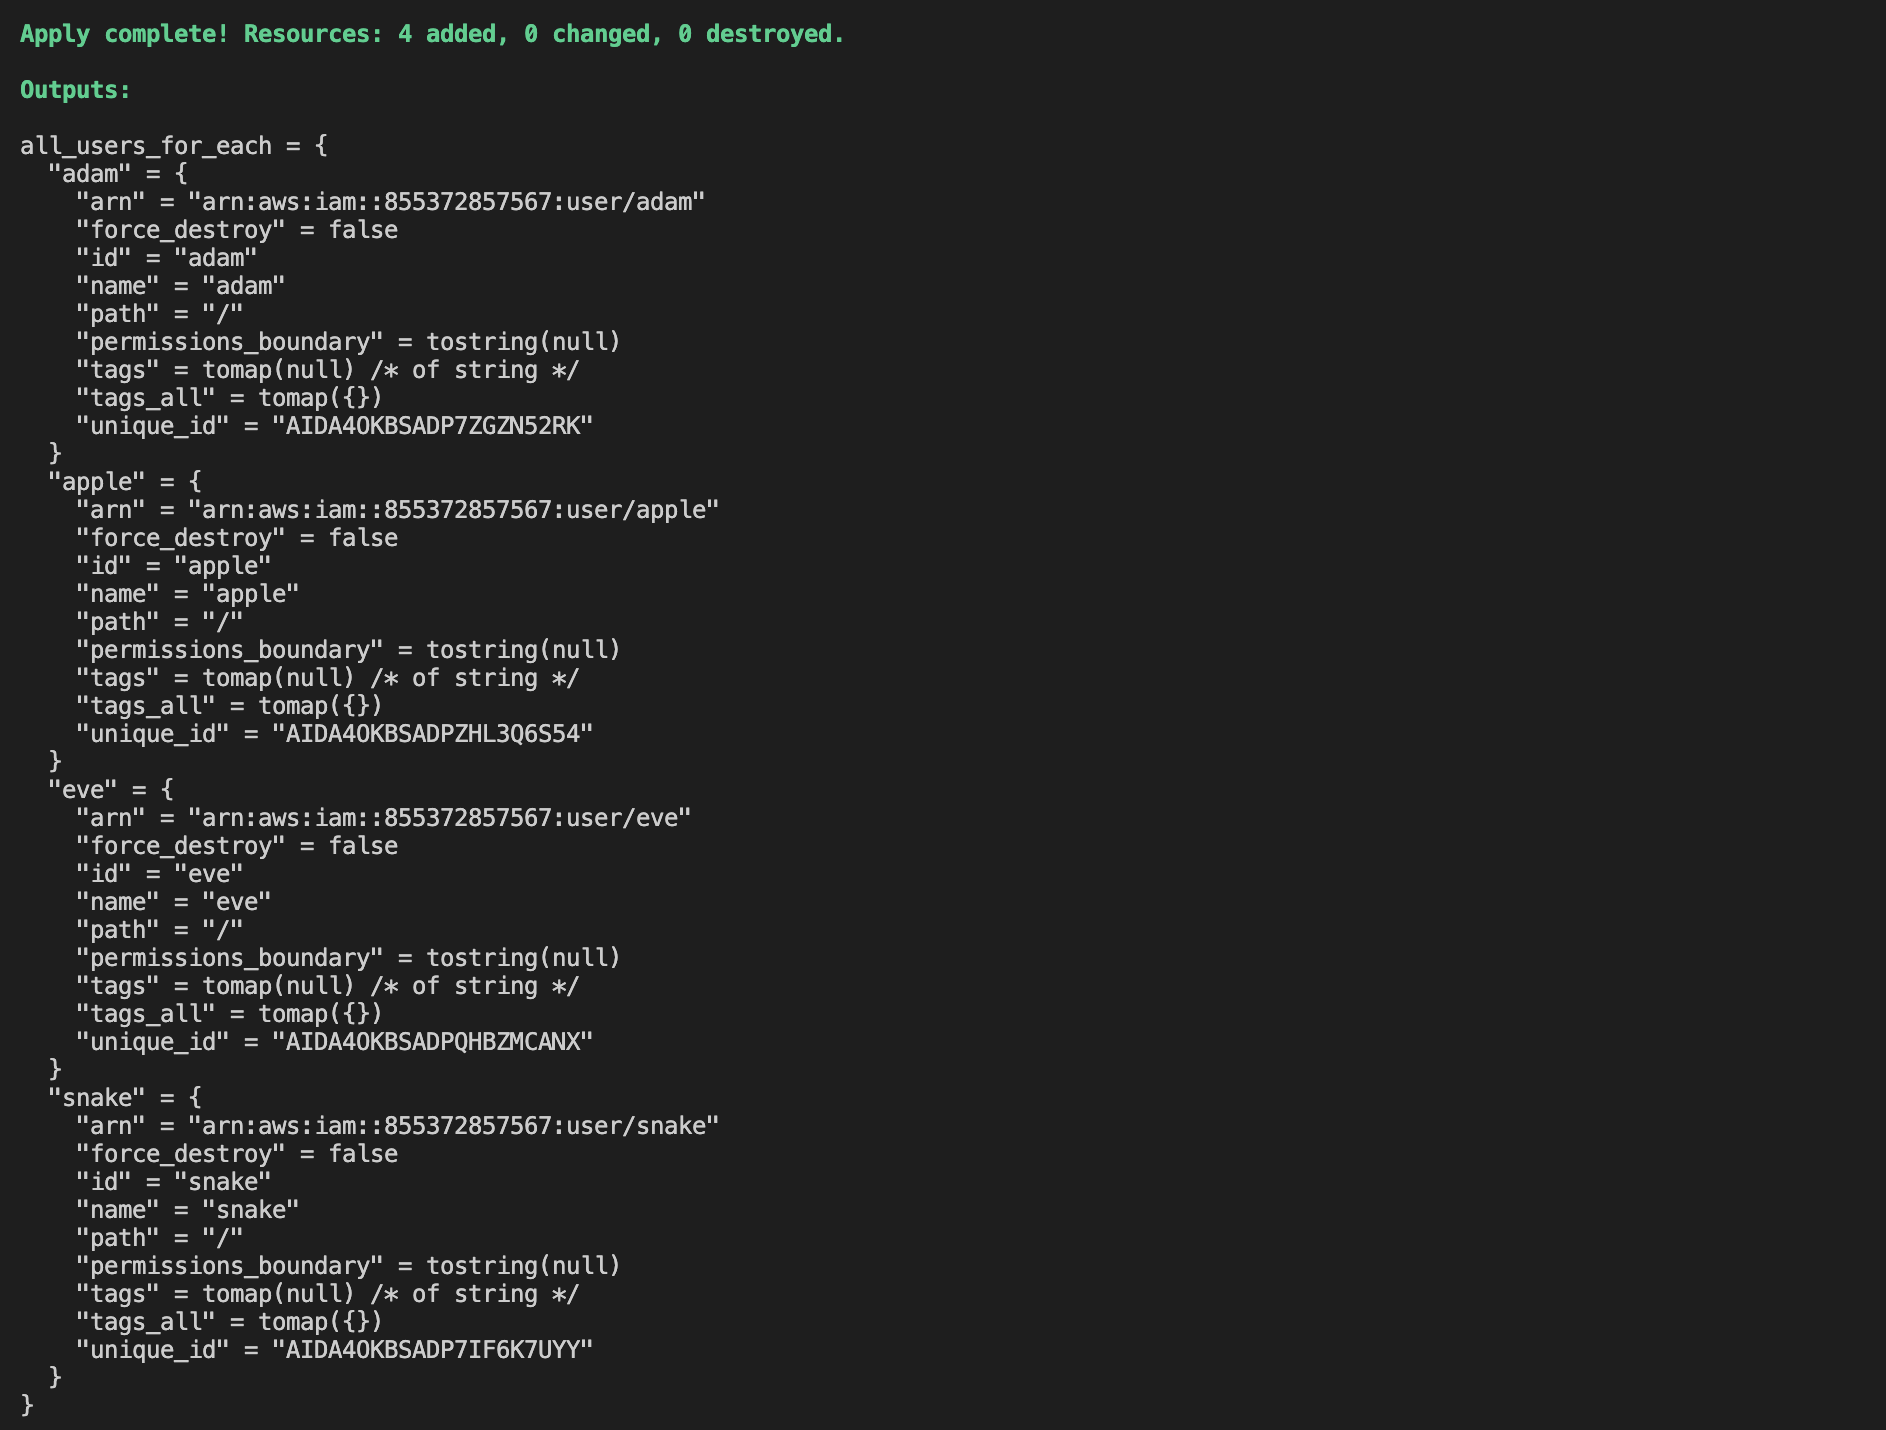 Apply complete! Resources: 4 added, 0 changed, 0 destroyed.
Outputs:
all_users_for_each = {
  "adam" = {
    "arn" = "arn:aws:iam::855372857567:user/adam"
    "force_destroy" = false
    "id" = "adam"
    "name" = "adam"
    "path" = "/"
    "permissions_boundary" = tostring(null)
    "tags" = tomap(null) /* of string */
    "tags_all" = tomap({})
    "unique_id" = "AIDA4OKBSADP7ZGZN52RK"
  }
  "apple" = {
    "arn" = "arn:aws:iam::855372857567:user/apple"
    "force_destroy" = false
    "id" = "apple"
    "name" = "apple"
    "path" = "/"
    "permissions_boundary" = tostring(null)
    "tags" = tomap(null) /* of string */
    "tags_all" = tomap({})
    "unique_id" = "AIDA4OKBSADPZHL3Q6S54"
  }
  "eve" = {
    "arn" = "arn:aws:iam::855372857567:user/eve"
    "force_destroy" = false
    "id" = "eve"
    "name" = "eve"
    "path" = "/"
    "permissions_boundary" = tostring(null)
    "tags" = tomap(null) /* of string */
    "tags_all" = tomap({})
    "unique_id" = "AIDA4OKBSADPQHBZMCANX"
  }
  "snake" = {
    "arn" = "arn:aws:iam::855372857567:user/snake"
    "force_destroy" = false
    "id" = "snake"
    "name" = "snake"
    "path" = "/"
    "permissions_boundary" = tostring(null)
    "tags" = tomap(null) /* of string */
    "tags_all" = tomap({})
    "unique_id" = "AIDA4OKBSADP7IF6K7UYY"
  }
}